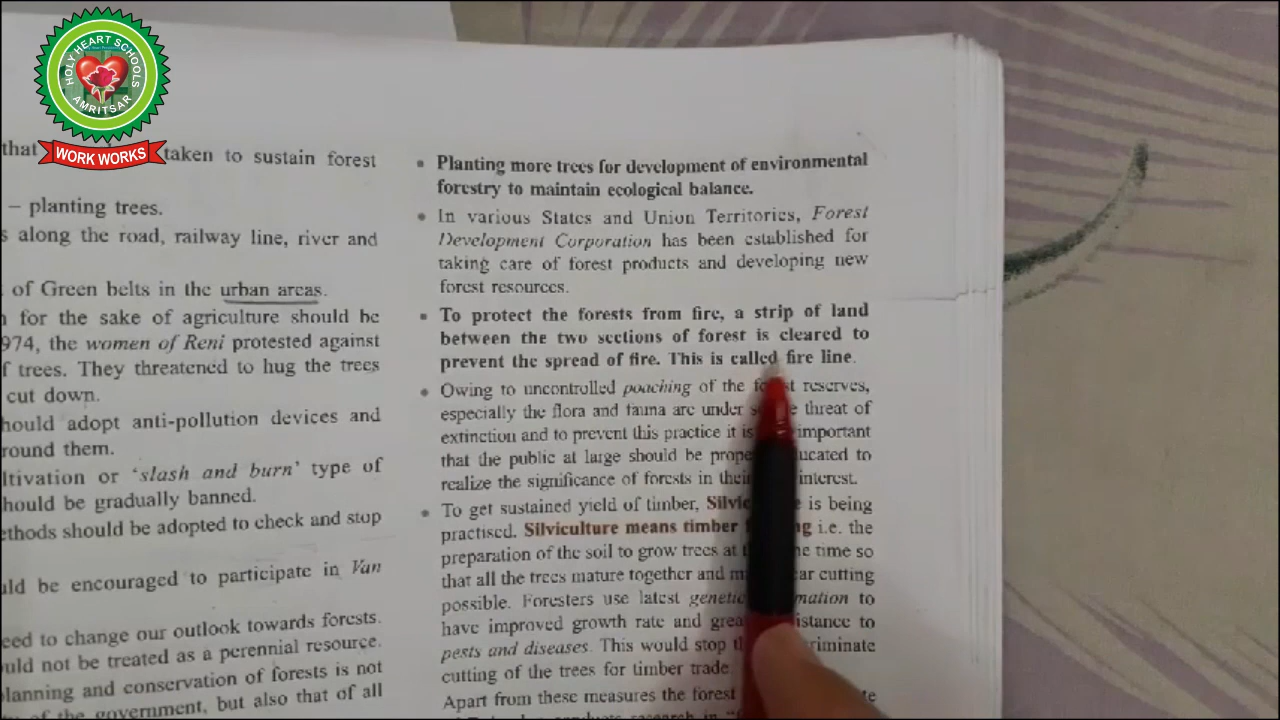 HOLY HEART SCHOOLS
AMRITSAR
WORK WORKS
that
taken to sustain forest
– planting trees.
s along the road, railway line, river and
of Green belts in the urban areas.
for the sake of agriculture should be
974, the women of Reni protested against
f trees. They threatened to hug the trees
cut down.
hould adopt anti-pollution devices and
round them.
ltivation or 'slash and burn' type of
hould be gradually banned.
ethods should be adopted to check and stop
uld be encouraged to participate in Van
eed to change our outlook towards forests.
uld not be treated as a perennial resource.
lanning and conservation of forests is not
of the government, but also that of all
• Planting more trees for development of environmental
forestry to maintain ecological balance.
• In various States and Union Territories, Forest
Development Corporation has been established for
taking care of forest products and developing new
forest resources.
• To protect the forests from fire, a strip of land
between the two sections of forest is cleared to
prevent the spread of fire. This is called fire line.
• Owing to uncontrolled poaching of the reserves,
especially the flora and fauna are under threat of
extinction and to prevent this practice it is important
that the public at large should be to
realize the significance of forests in interest.
• To get sustained yield of timber, is being
practised. Silviculture means timber i.e. the
preparation of the soil to grow trees at time so
that all the trees mature together and cutting
possible. Foresters use latest to
have improved growth rate and to
pests and diseases. This would stop
cutting of the trees for timber trade.
Apart from these measures the forest